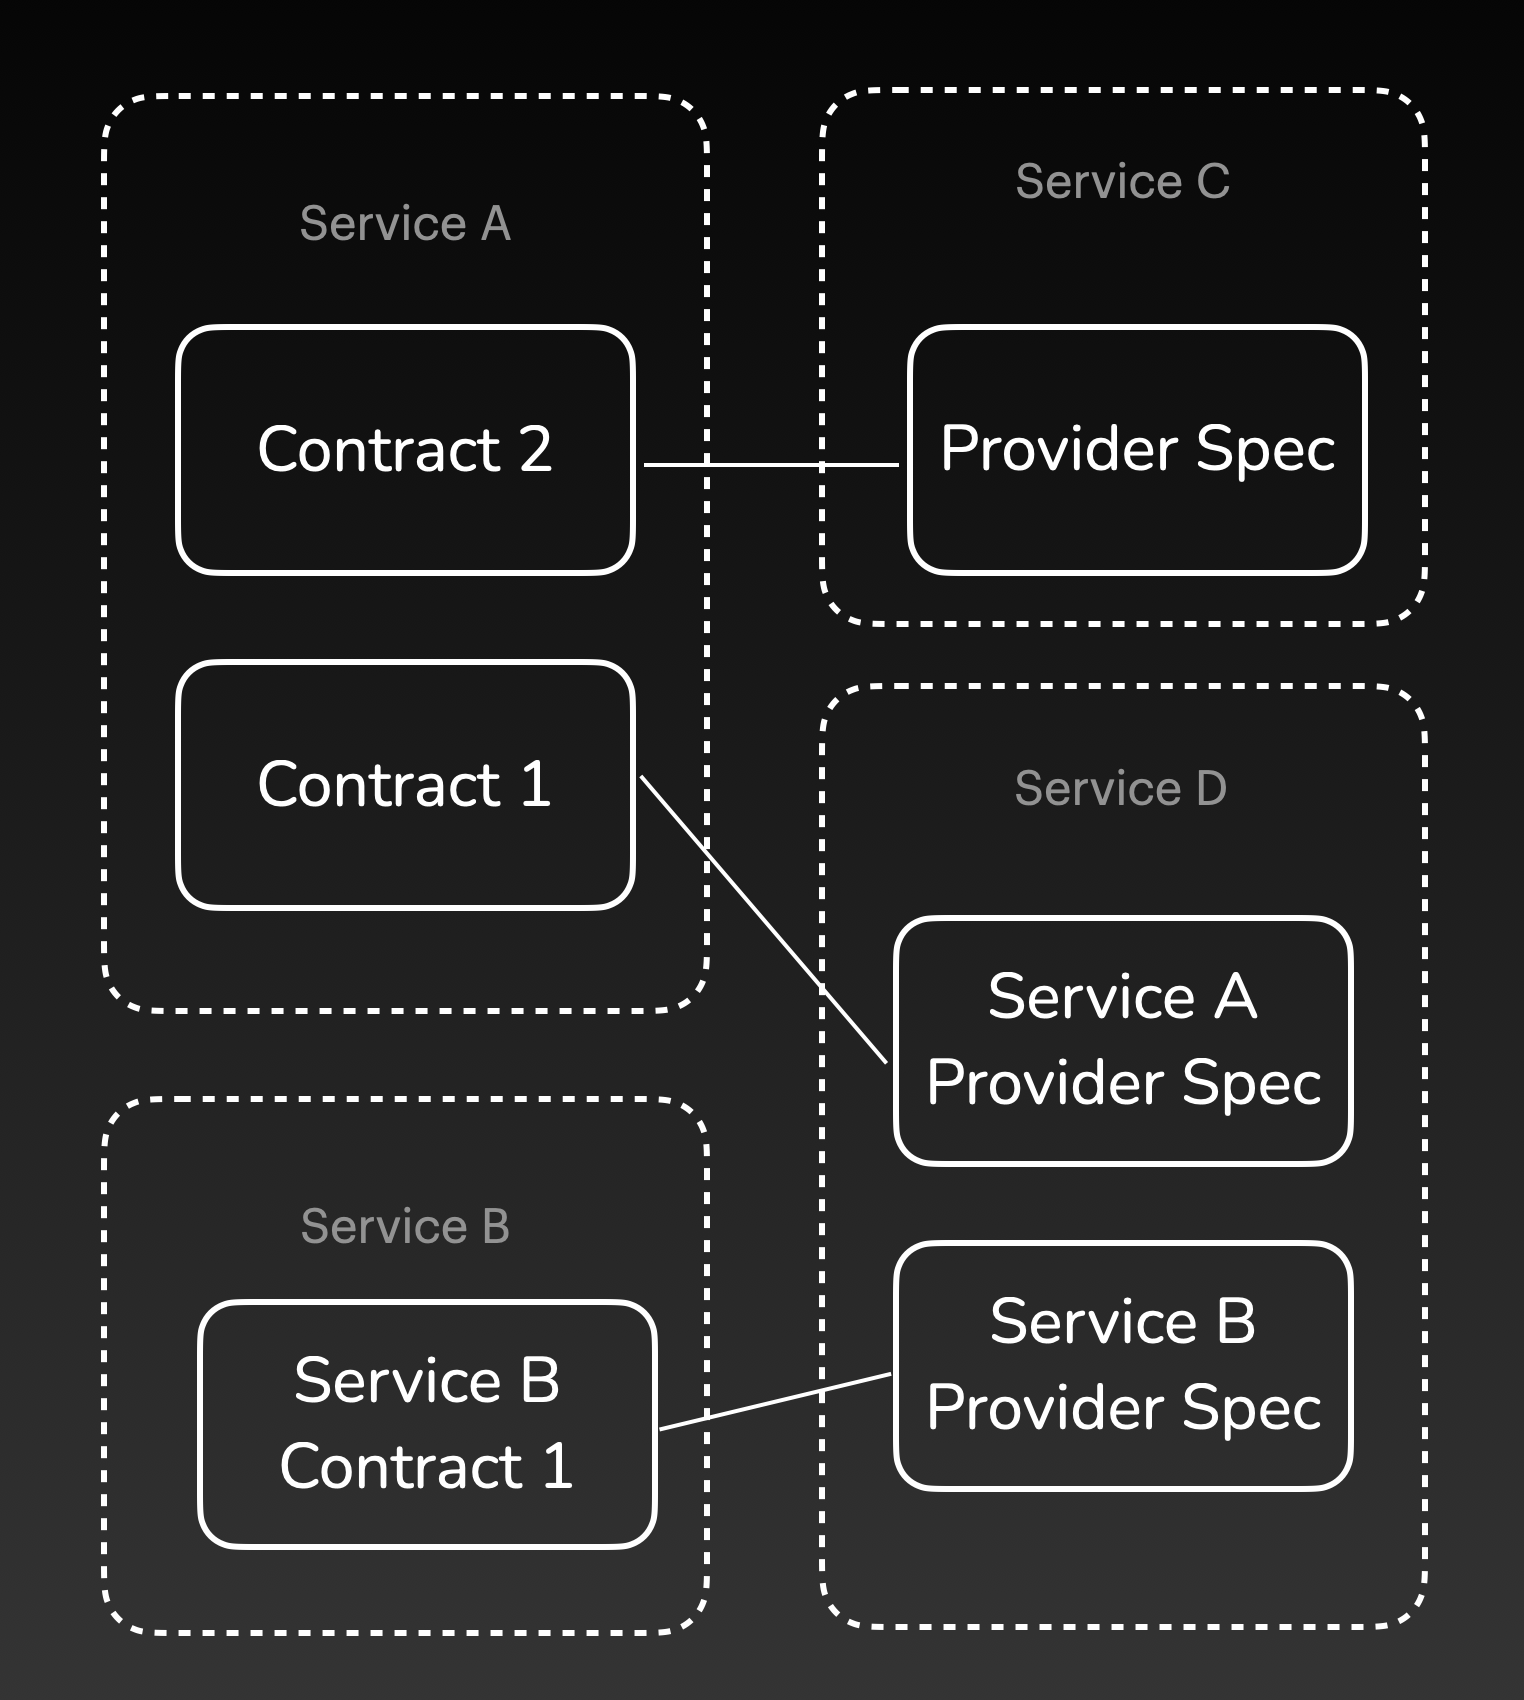 Service A
Contract 2
Contract 1
Service B
Service B
Contract 1
Service C
Provider Spec
Service D
Service A
Provider Spec
Service B
Provider Spec